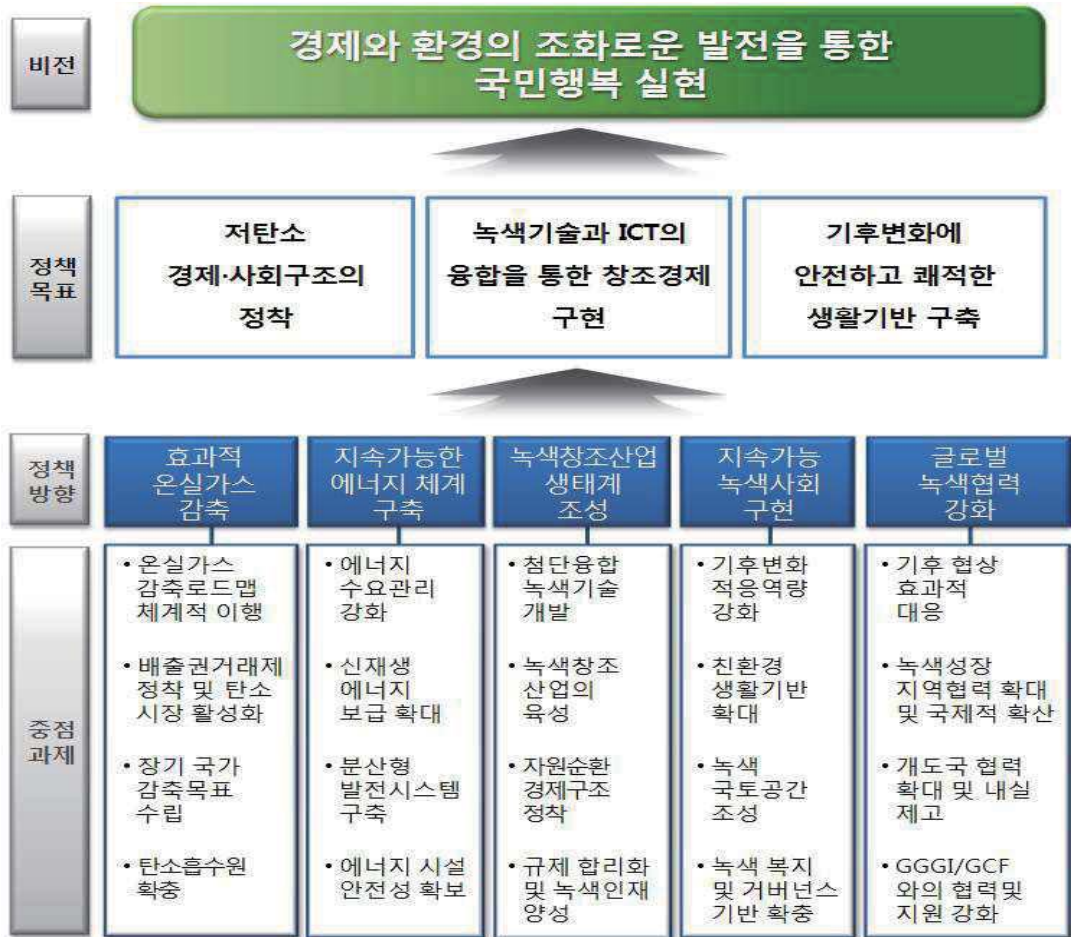 비전
경제와 환경의 조화로운 발전을 통한
국민행복 실현
정책
목표
저탄소
경제·사회구조의
정착
녹색기술과 ICT의
융합을 통한 창조경제
구현
기후변화에
안전하고 쾌적한
생활기반 구축
정책
방향
효과적
온실가스
감축
지속가능한
에너지 체계
구축
녹색창조산업
생태계
조성
지속가능
녹색사회
구현
글로벌
녹색협력
강화
중점
과제
• 온실가스
감축로드맵
체계적 이행
• 배출권거래제
정착 및 탄소
시장 활성화
• 장기 국가
감축목표
수립
• 탄소흡수원
확충
• 에너지
수요관리
강화
• 신재생
에너지
보급 확대
• 분산형
발전시스템
구축
• 에너지 시설
안전성 확보
• 첨단융합
녹색기술
개발
• 녹색창조
산업의
육성
• 자원순환
경제구조
정착
• 규제 합리화
및 녹색인재
양성
• 기후변화
적응역량
강화
• 친환경
생활기반
확대
• 녹색
국토공간
조성
• 녹색 복지
및 거버넌스
기반 확충
• 기후 협상
효과적
대응
• 녹색성장
지역협력 확대
및 국제적 확산
• 개도국 협력
확대 및 내실
제고
• GGGI/GCF
와의 협력및
지원 강화